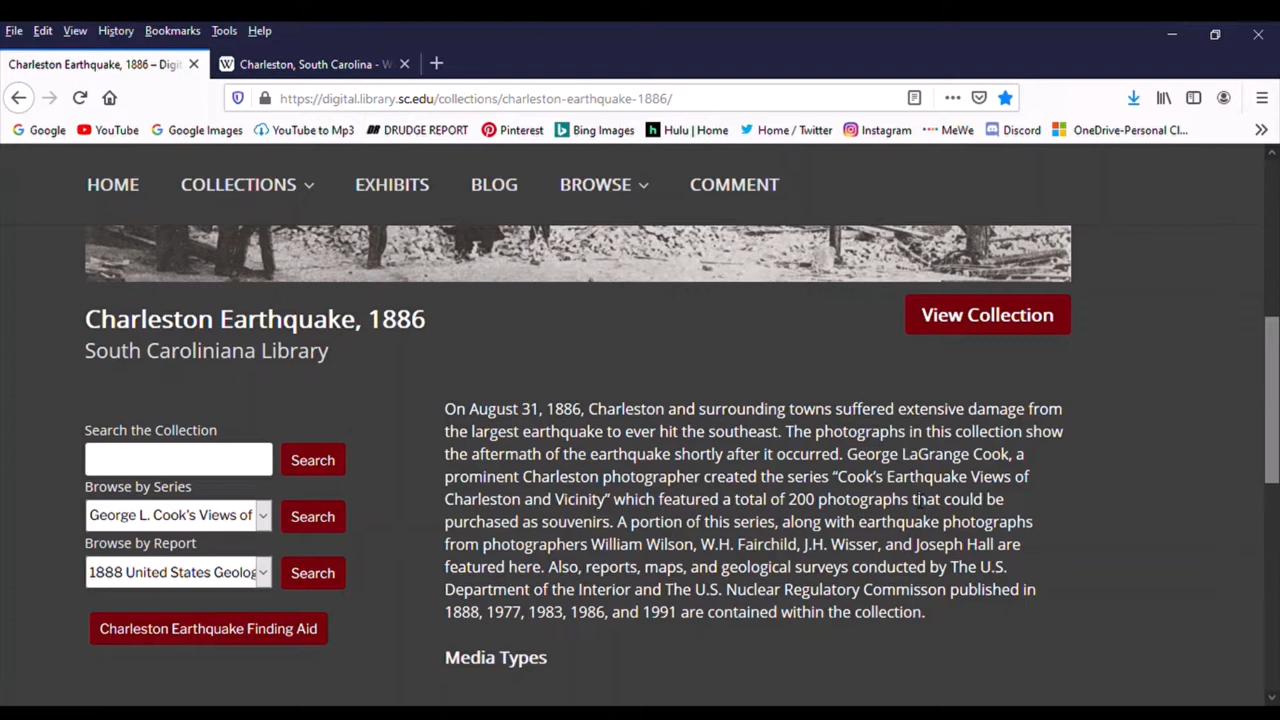 File Edit View History Bookmarks Tools Help
Charleston Earthquake, 1886 – Digit
Charleston, South Carolina - W
https://digital.library.sc.edu/collections/charleston-earthquake-1886/
Google YouTube Google Images YouTube to Mp3 DRUDGE REPORT Pinterest Bing Images Hulu | Home Home / Twitter Instagram MeWe Discord OneDrive-Personal Cl...
HOME COLLECTIONS EXHIBITS BLOG BROWSE COMMENT
Charleston Earthquake, 1886
View Collection
South Caroliniana Library
Search the Collection
Search
Browse by Series
George L. Cook's Views of
Search
Browse by Report
1888 United States Geolog
Search
Charleston Earthquake Finding Aid
On August 31, 1886, Charleston and surrounding towns suffered extensive damage from
the largest earthquake to ever hit the southeast. The photographs in this collection show
the aftermath of the earthquake shortly after it occurred. George LaGrange Cook, a
prominent Charleston photographer created the series “Cook’s Earthquake Views of
Charleston and Vicinity” which featured a total of 200 photographs that could be
purchased as souvenirs. A portion of this series, along with earthquake photographs
from photographers William Wilson, W.H. Fairchild, J.H. Wisser, and Joseph Hall are
featured here. Also, reports, maps, and geological surveys conducted by The U.S.
Department of the Interior and The U.S. Nuclear Regulatory Commisson published in
1888, 1977, 1983, 1986, and 1991 are contained within the collection.
Media Types